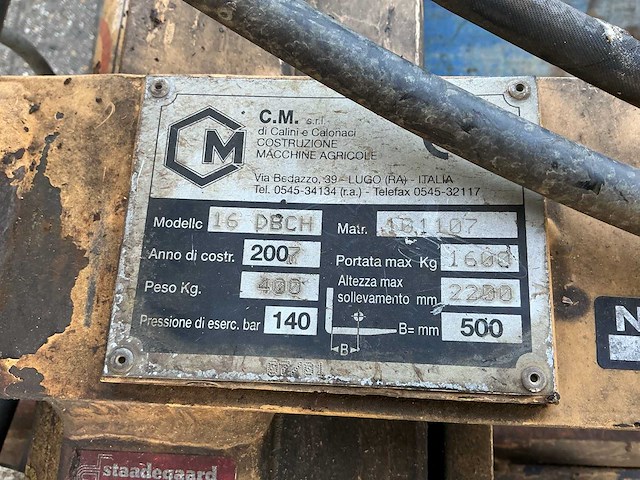 C.M. s.r.l
di Calini e Calonaci
COSTRUZIONE
MACCHINE AGRICOLE
CM
Via Bedazzo, 39 - LUGO (RA) - ITALIA
Tel. 0545-34134 (r.a.) - Telefax 0545-32117
Modello 16 DBCH Matr. 1B1107
Anno di costr. 2007 Portata max Kg 1600
Peso Kg. 400 Altezza max sollevamento mm 2200
Pressione di eserc. bar 140 B B= mm 500
N
staadegaard